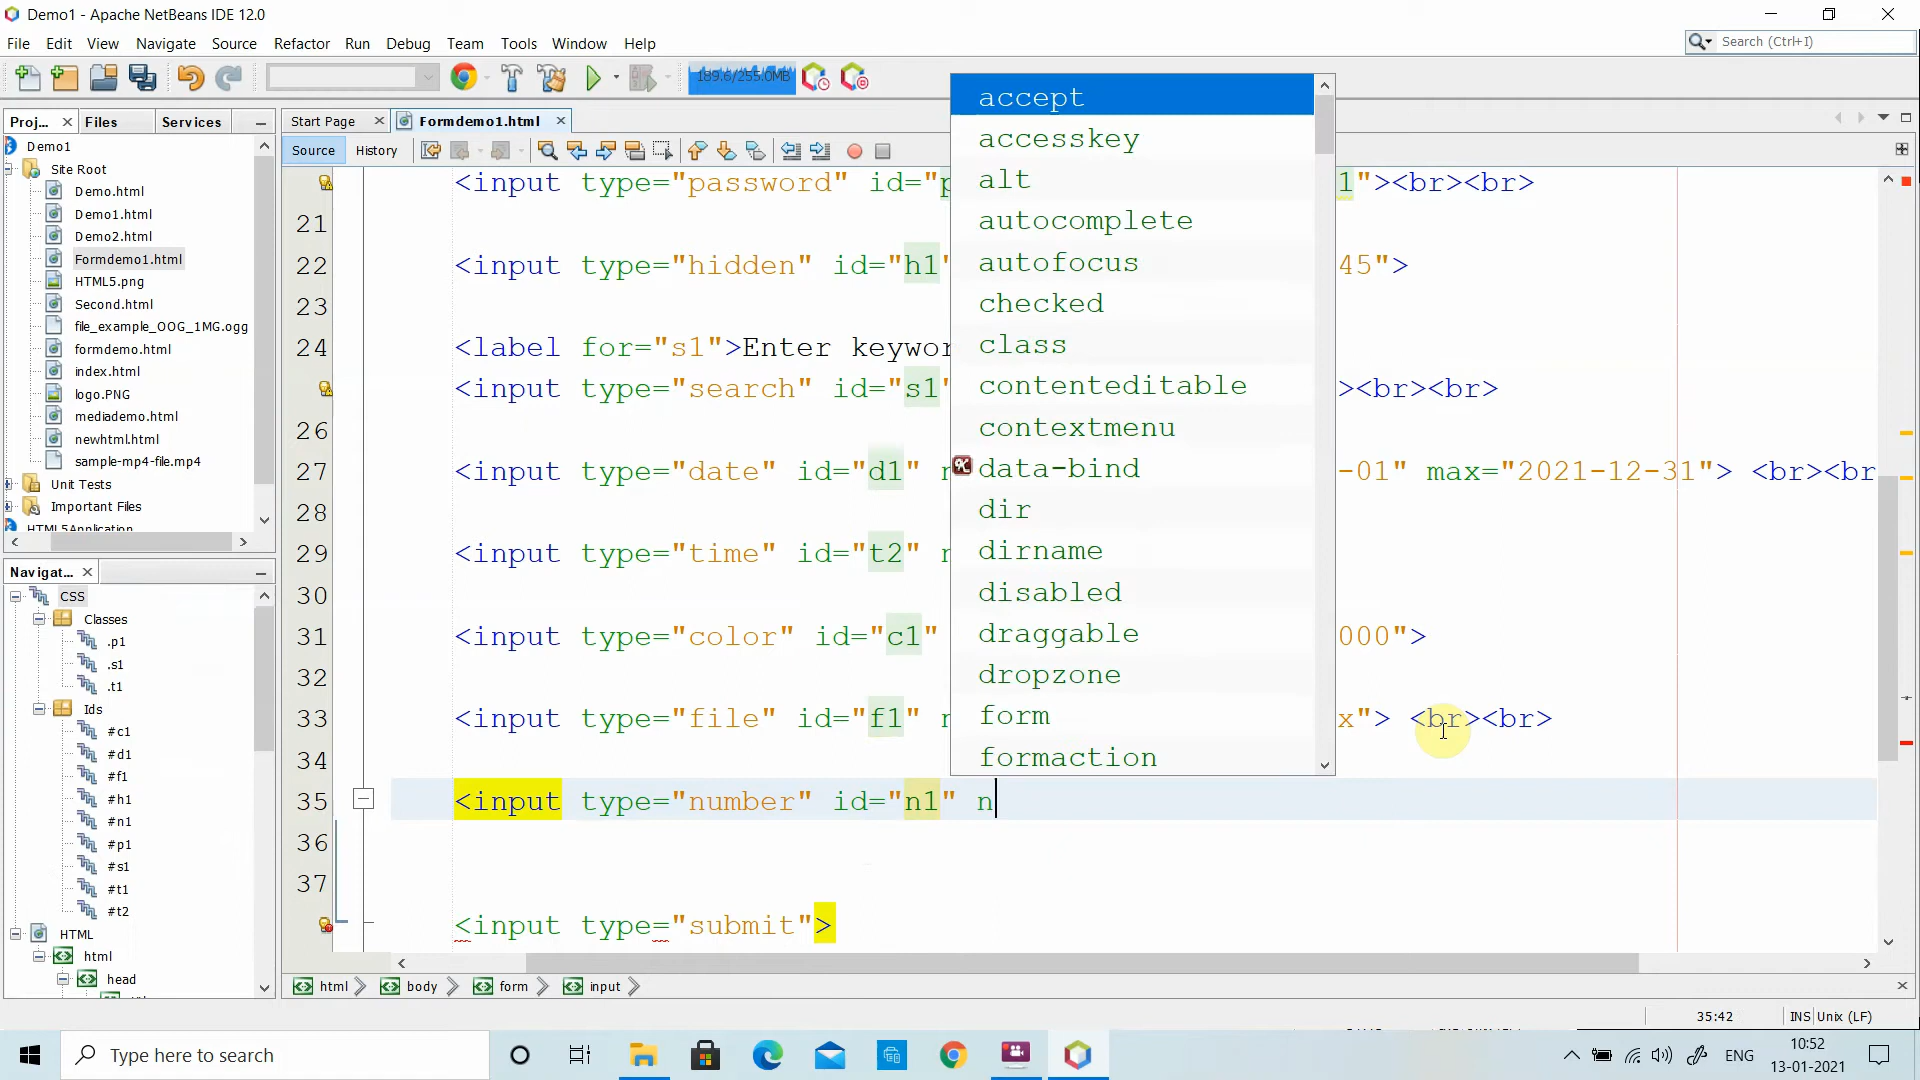 Demo1 - Apache NetBeans IDE 12.0
File Edit View Navigate Source Refactor Run Debug Team Tools Window Help
Search (Ctrl+I)
189.6/255.0MB
Proj... Files Services
Start Page Formdemo1.html
Source History
Demo1
Site Root
Demo.html
Demo1.html
Demo2.html
Formdemo1.html
HTML5.png
Second.html
file_example_OOG_1MG.ogg
formdemo.html
index.html
logo.PNG
mediademo.html
newhtml.html
sample-mp4-file.mp4
Unit Tests
Important Files
HTML5Application
Navigat...
CSS
Classes
.p1
.s1
.t1
Ids
#c1
#d1
#f1
#h1
#n1
#p1
#s1
#t1
#t2
HTML
html
head
<input type="password" id="p 1"><br><br>
21
22 <input type="hidden" id="h1" 45">
23
24 <label for="s1">Enter keywor
<input type="search" id="s1" ><br><br>
26
27 <input type="date" id="d1" n -01" max="2021-12-31"> <br><br
28
29 <input type="time" id="t2" n
30
31 <input type="color" id="c1" 000">
32
33 <input type="file" id="f1" n x"> <br><br>
34
35 <input type="number" id="n1" n
36
37
<input type="submit">
accept
accesskey
alt
autocomplete
autofocus
checked
class
contenteditable
contextmenu
data-bind
dir
dirname
disabled
draggable
dropzone
form
formaction
html body form input
35:42 INS Unix (LF)
Type here to search
ENG
10:52
13-01-2021